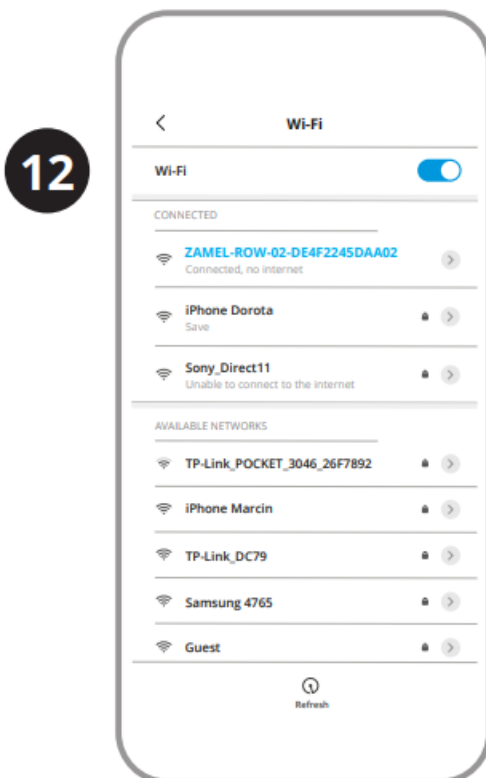 12
Wi-Fi
Wi-Fi
CONNECTED
ZAMEL-ROW-02-DE4F2245DAA02
Connected, no internet
iPhone Dorota
Save
Sony_Direct11
Unable to connect to the internet
AVAILABLE NETWORKS
TP-Link_POCKET_3046_26F7892
iPhone Marcin
TP-Link_DC79
Samsung 4765
Guest
Refresh